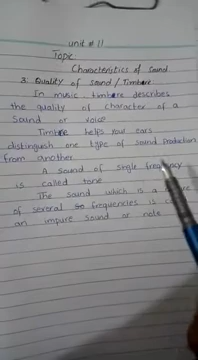 unit # 11
Topic
Characteristics of Sound
3. Quality of sound / Timbre
In music, timbre describes
the quality of character of a
sound or voice
Timbre helps your ears
distinguish one type of sound production
from another
A sound of single frequency
is called tone
The sound which is a
of several frequencies is
an impure sound or note